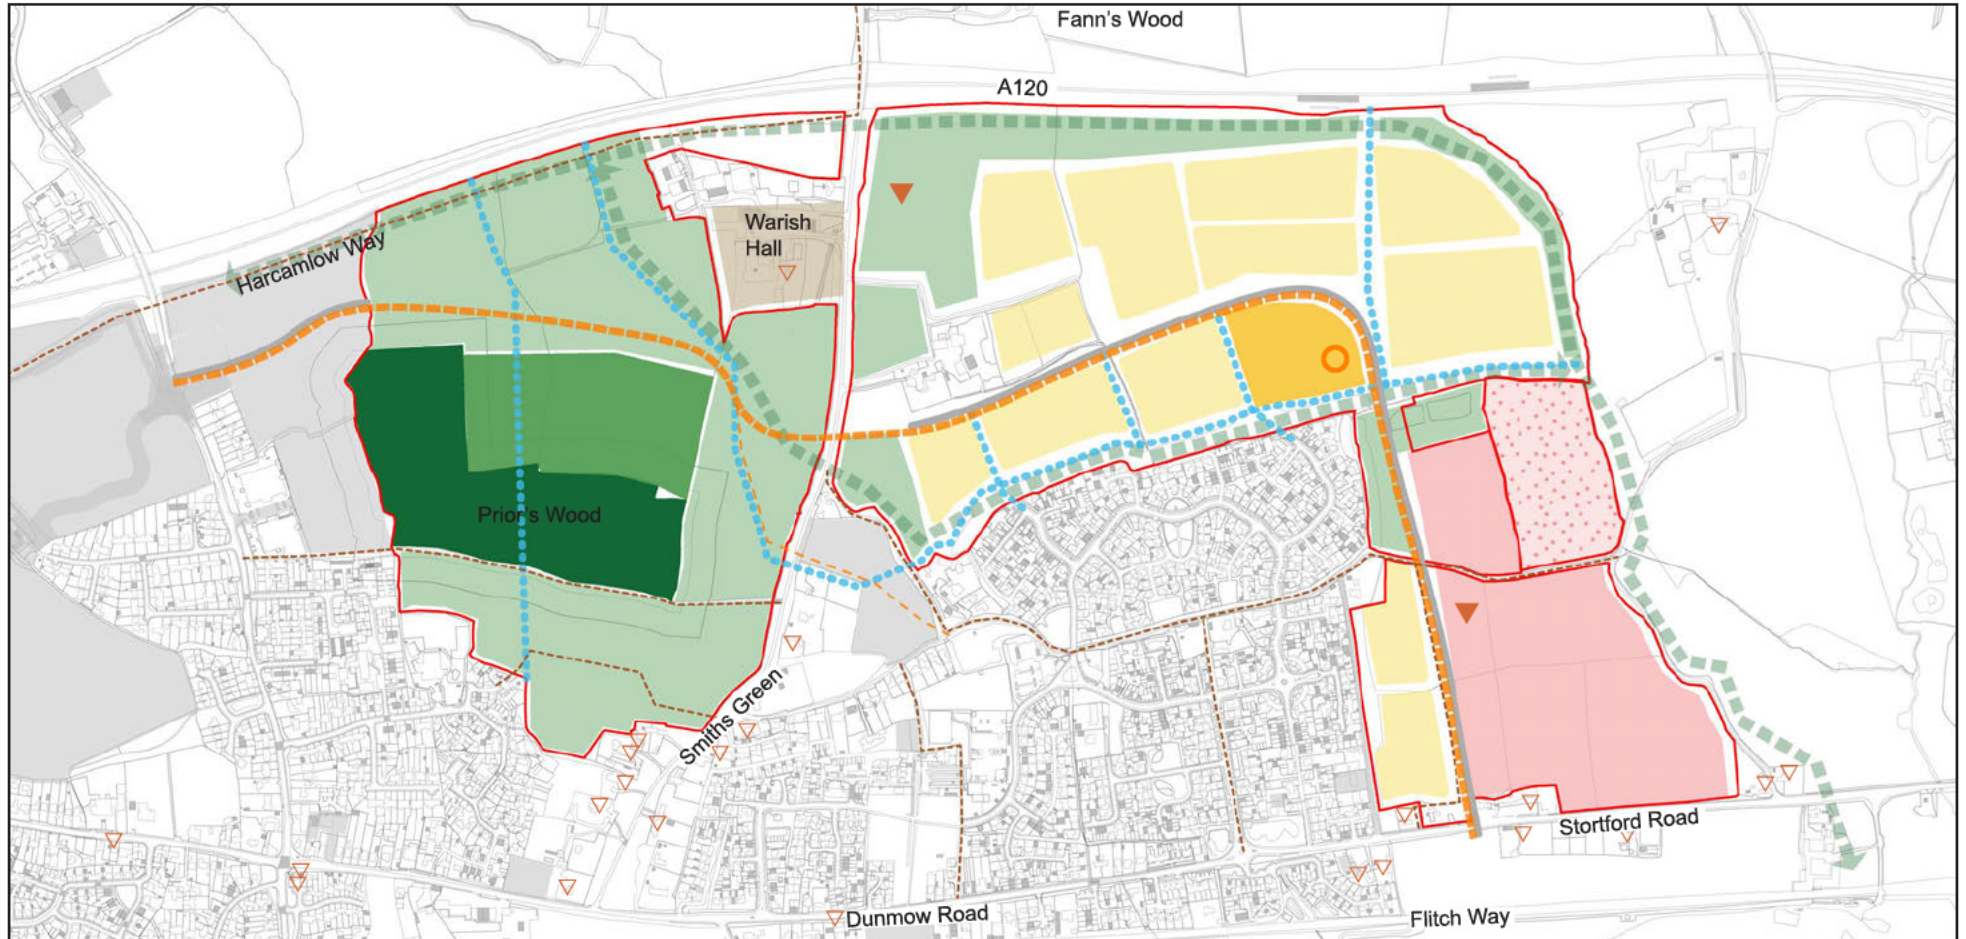 Fann's Wood
A120
Warish
Hall
Harcamlow Way
Prior's Wood
Smiths Green
Stortford Road
Dunmow Road
Flitch Way